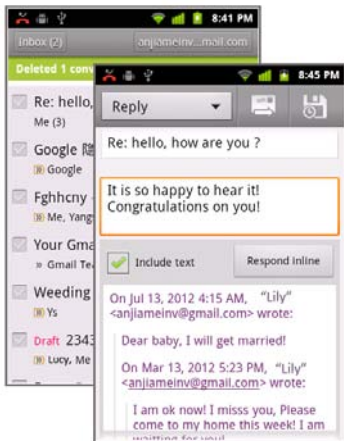 8:41 PM
Inbox (2)
anjiameinv...mail.com
Deleted 1 conv
Re: hello,
Me (3)
Google 隐
Google
Fghhcny
Me, Yang
Your Gma
» Gmail Te
Weeding
Ys
Draft 2343
Lucy, Me
8:45 PM
Reply
Re: hello, how are you ?
It is so happy to hear it!
Congratulations on you!
Include text
Respond inline
On Jul 13, 2012 4:15 AM, "Lily"
<anjiameinv@gmail.com> wrote:
Dear baby, I will get married!
On Mar 13, 2012 5:23 PM, "Lily"
<anjiameinv@gmail.com> wrote:
I am ok now! I misss you, Please
come to my home this week! I am
waitting for you!